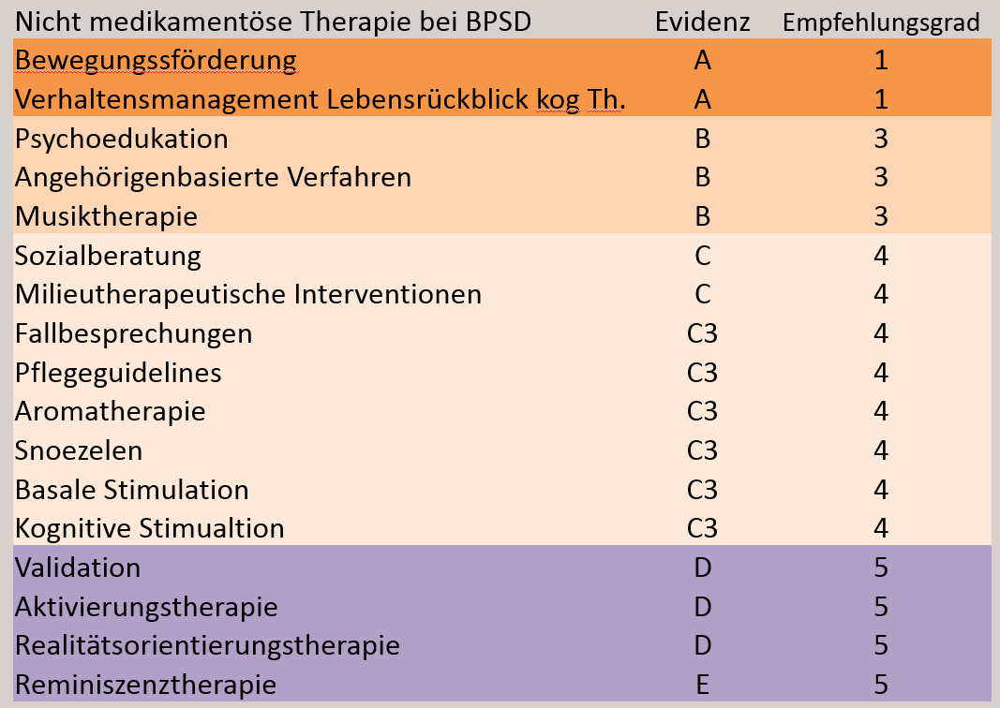 Nicht medikamentöse Therapie bei BPSD Evidenz Empfehlungsgrad
Bewegungssförderung A 1
Verhaltensmanagement Lebensrückblick kog Th. A 1
Psychoedukation B 3
Angehörigenbasierte Verfahren B 3
Musiktherapie B 3
Sozialberatung C 4
Milieutherapeutische Interventionen C 4
Fallbesprechungen C3 4
Pflegeguidelines C3 4
Aromatherapie C3 4
Snoezelen C3 4
Basale Stimulation C3 4
Kognitive Stimualtion C3 4
Validation D 5
Aktivierungstherapie D 5
Realitätsorientierungstherapie D 5
Reminiszenztherapie E 5